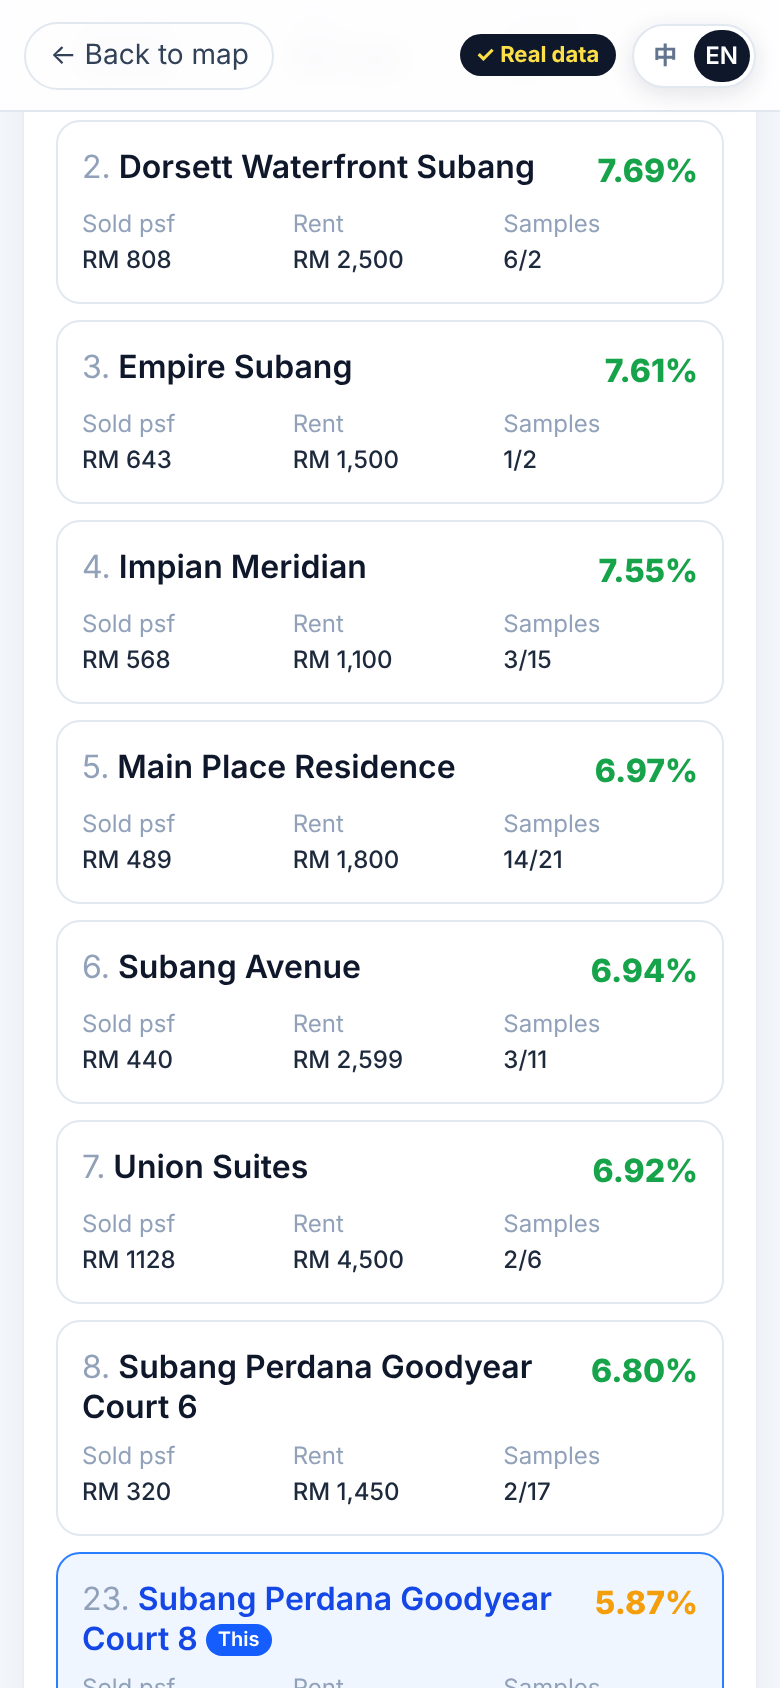 ← Back to map
✓ Real data
中 EN
2. Dorsett Waterfront Subang 7.69%
Sold psf Rent Samples
RM 808 RM 2,500 6/2
3. Empire Subang 7.61%
Sold psf Rent Samples
RM 643 RM 1,500 1/2
4. Impian Meridian 7.55%
Sold psf Rent Samples
RM 568 RM 1,100 3/15
5. Main Place Residence 6.97%
Sold psf Rent Samples
RM 489 RM 1,800 14/21
6. Subang Avenue 6.94%
Sold psf Rent Samples
RM 440 RM 2,599 3/11
7. Union Suites 6.92%
Sold psf Rent Samples
RM 1128 RM 4,500 2/6
8. Subang Perdana Goodyear 6.80%
Court 6
Sold psf Rent Samples
RM 320 RM 1,450 2/17
23. Subang Perdana Goodyear 5.87%
Court 8 This
Sold psf Rent Samples